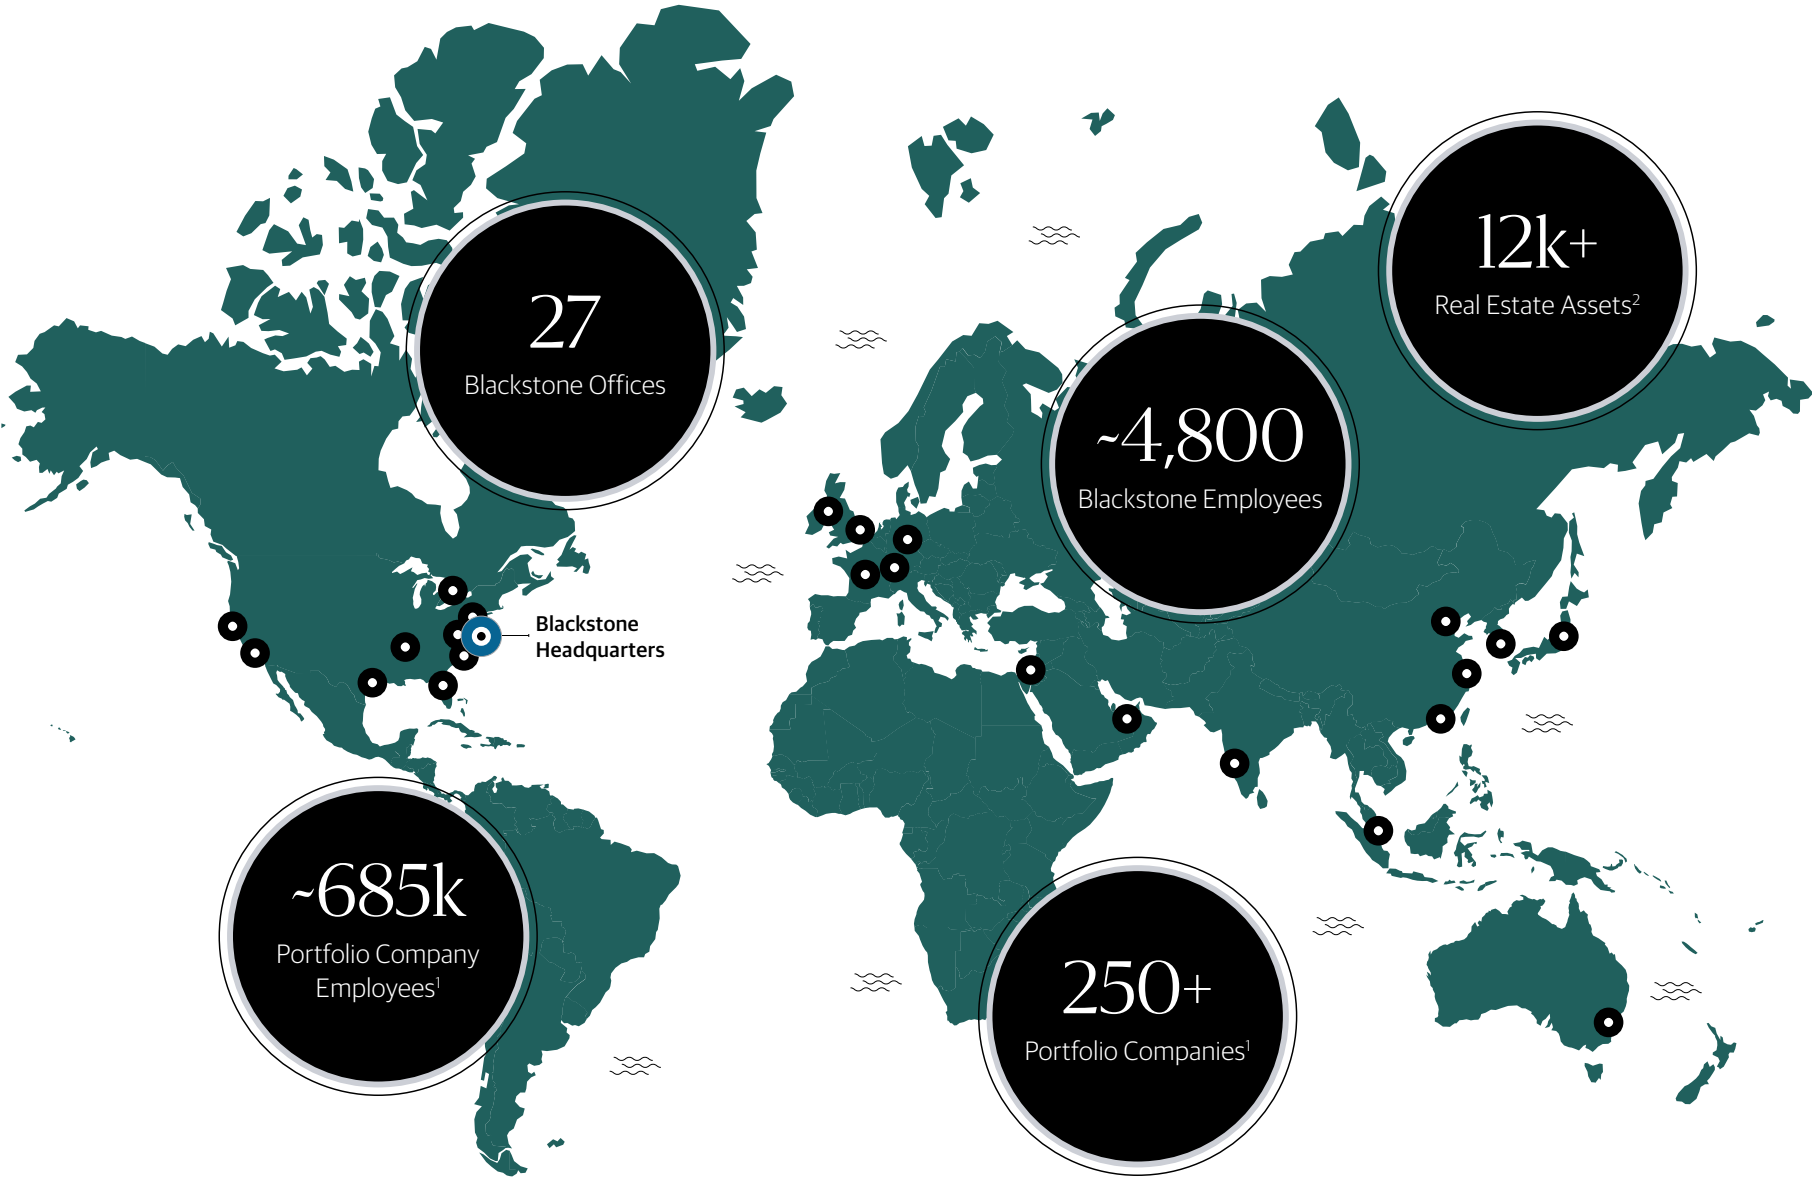 12k+
Real Estate Assets²
27
Blackstone Offices
~4,800
Blackstone Employees
Blackstone
Headquarters
~685k
Portfolio Company
Employees¹
250+
Portfolio Companies¹